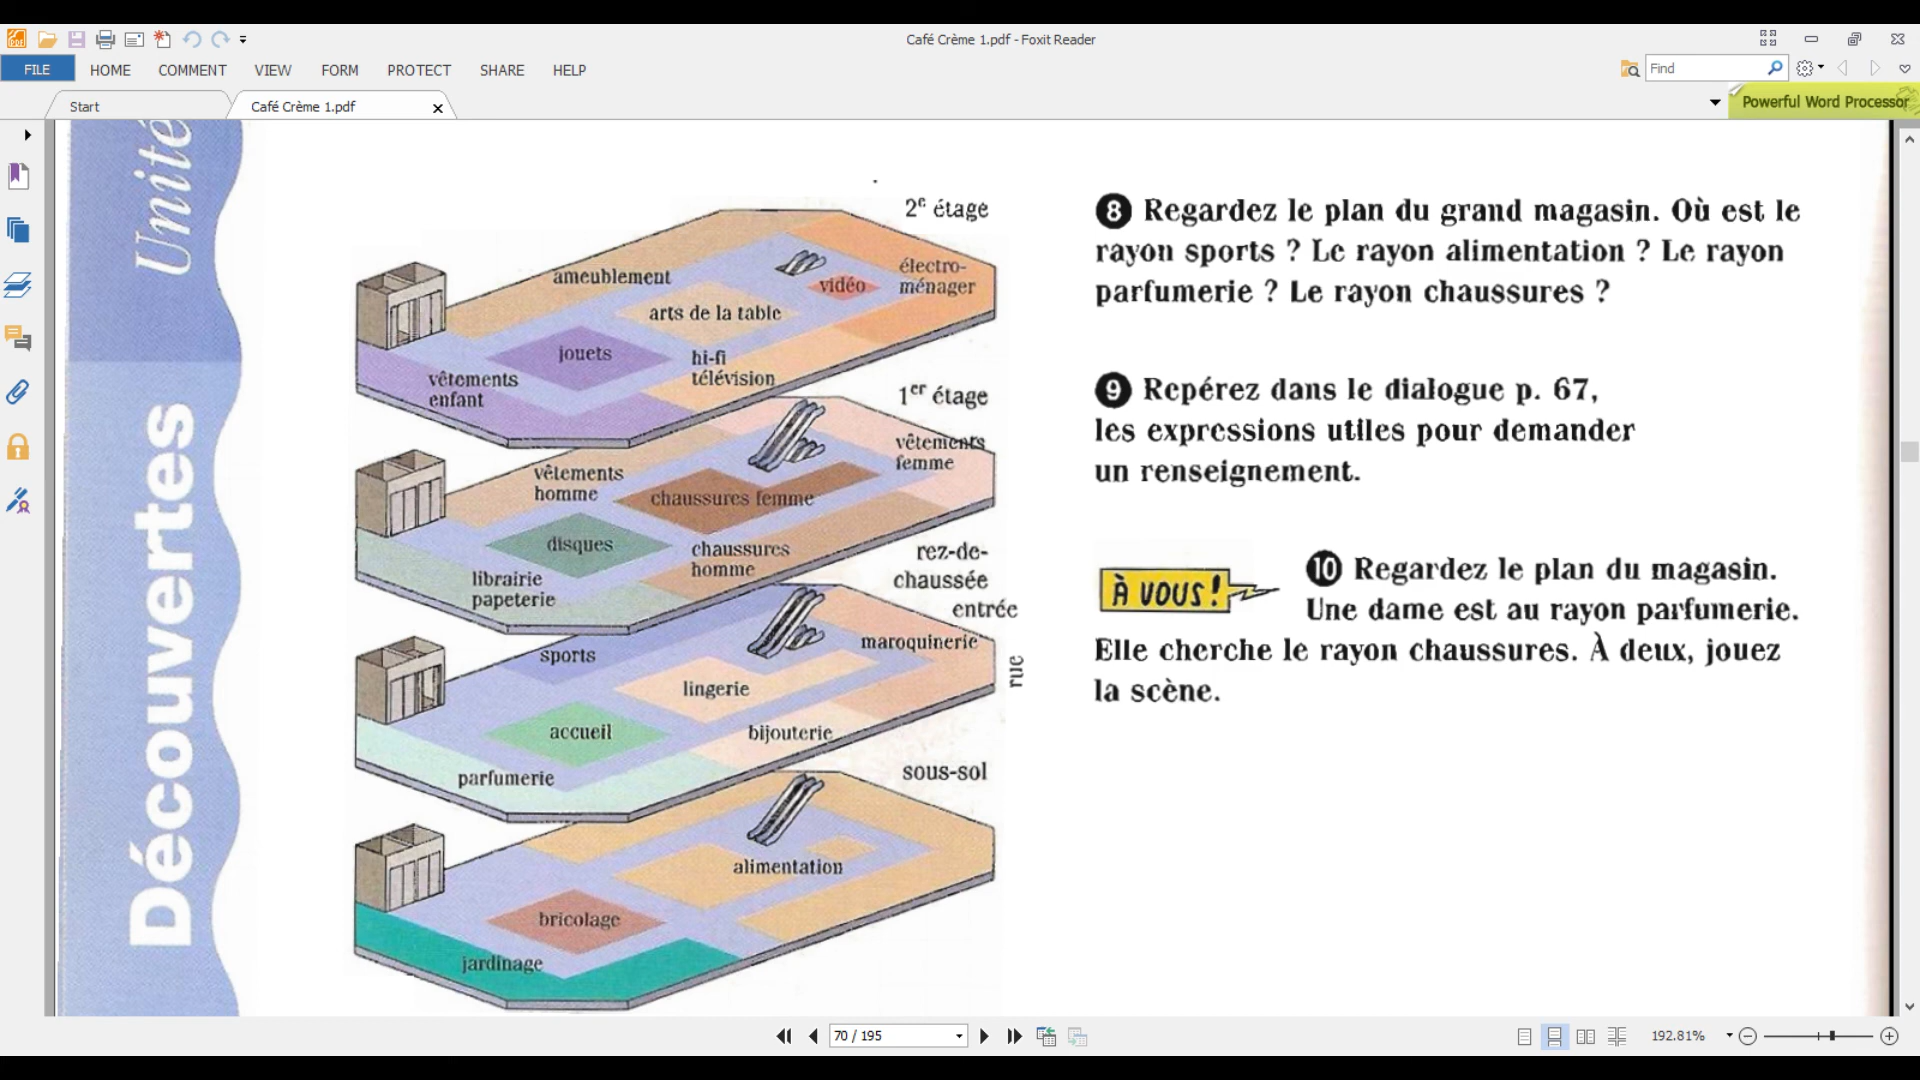 Café Crème 1.pdf - Foxit Reader
FILE HOME COMMENT VIEW FORM PROTECT SHARE HELP
Find
Start
Café Crème 1.pdf
Powerful Word Processor
Unité
Découvertes
2e étage
ameublement
électro-
ménager
vidéo
arts de la table
jouets
hi-fi
télévision
vêtements
enfant
1er étage
vêtements
femme
vêtements
homme
chaussures femme
disques
chaussures
homme
librairie
papeterie
rez-de-
chaussée
entrée
rue
maroquinerie
sports
lingerie
accueil
bijouterie
parfumerie
sous-sol
alimentation
bricolage
jardinage
8 Regardez le plan du grand magasin. Où est le
rayon sports ? Le rayon alimentation ? Le rayon
parfumerie ? Le rayon chaussures ?
9 Repérez dans le dialogue p. 67,
les expressions utiles pour demander
un renseignement.
À VOUS !
10 Regardez le plan du magasin.
Une dame est au rayon parfumerie.
Elle cherche le rayon chaussures. À deux, jouez
la scène.
70 / 195
192.81%